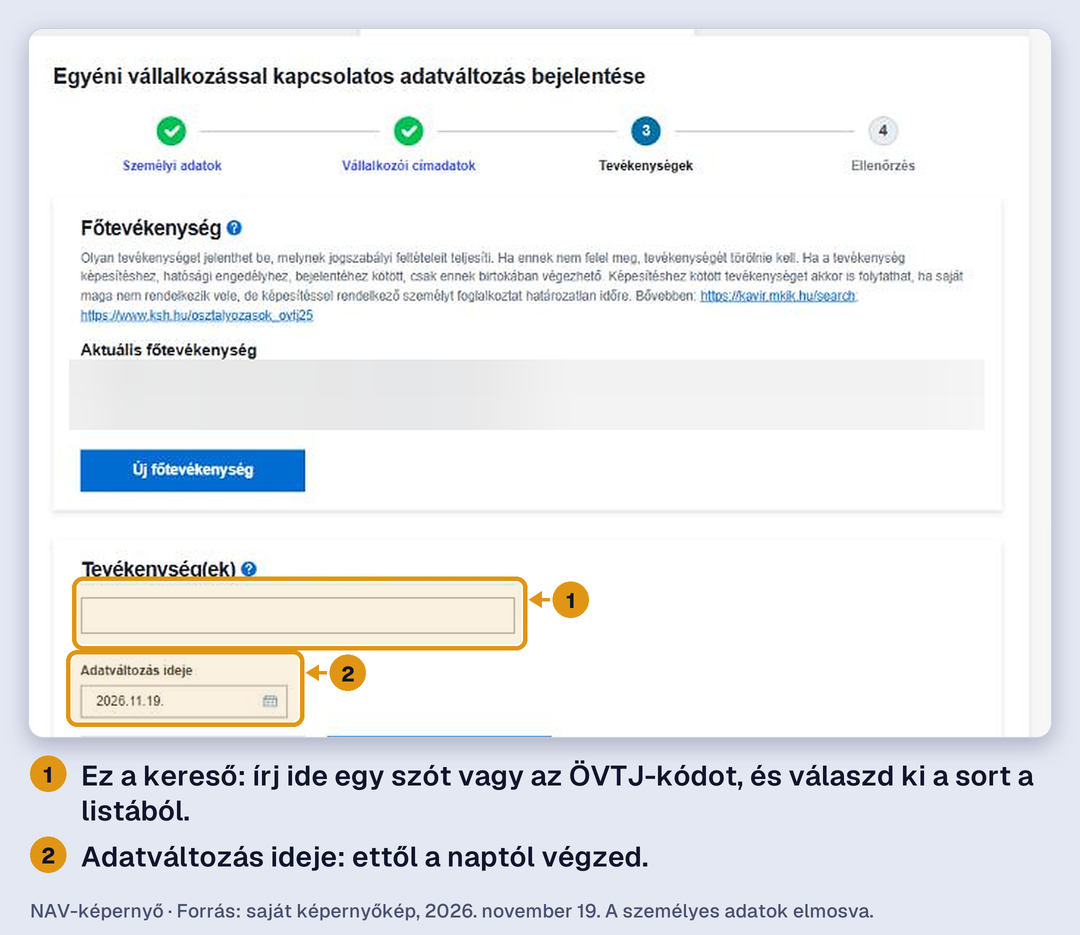 Egyéni vállalkozással kapcsolatos adatváltozás bejelentése
3
4
Személyi adatok
Vállalkozói címadatok
Tevékenységek
Ellenőrzés
Főtevékenység ?
Olyan tevékenységet jelenthet be, melynek jogszabályi feltételeit teljesíti. Ha ennek nem felel meg, tevékenységét törölnie kell. Ha a tevékenység
képesítéshez, hatósági engedélyhez, bejelentéhez kötött, csak ennek birtokában végezhető. Képesítéshez kötött tevékenységet akkor is folytathat, ha saját
maga nem rendelkezik vele, de képesítéssel rendelkező személyt foglalkoztat határozatlan időre. Bővebben: https://kavir.mkik.hu/search;
https://www.ksh.hu/osztalyozasok_ovtj25
Aktuális főtevékenység
Új főtevékenység
Tevékenység(ek) ?
1
Adatváltozás ideje
2
2026.11.19.
1 Ez a kereső: írj ide egy szót vagy az ÖVTJ-kódot, és válaszd ki a sort a
listából.
2 Adatváltozás ideje: ettől a naptól végzed.
NAV-képernyő · Forrás: saját képernyőkép, 2026. november 19. A személyes adatok elmosva.